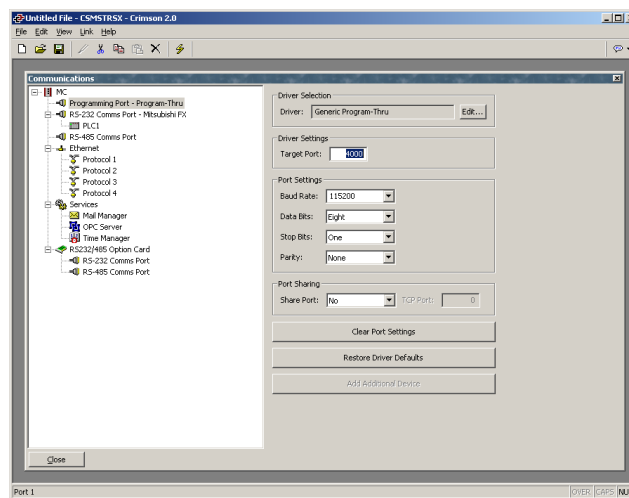 Untitled File - CSMSTRSX - Crimson 2.0
File Edit View Link Help
Communications
MC
Programming Port - Program-Thru
RS-232 Comms Port - Mitsubishi FX
PLC1
RS-485 Comms Port
Ethernet
Protocol 1
Protocol 2
Protocol 3
Protocol 4
Services
Mail Manager
OPC Server
Time Manager
RS232/485 Option Card
RS-232 Comms Port
RS-485 Comms Port
Driver Selection
Driver: Generic Program-Thru Edit...
Driver Settings
Target Port: 4000
Port Settings
Baud Rate: 115200
Data Bits: Eight
Stop Bits: One
Parity: None
Port Sharing
Share Port: No TCP Port: 0
Clear Port Settings
Restore Driver Defaults
Add Additional Device
Close
Port 1 OVER CAPS NU